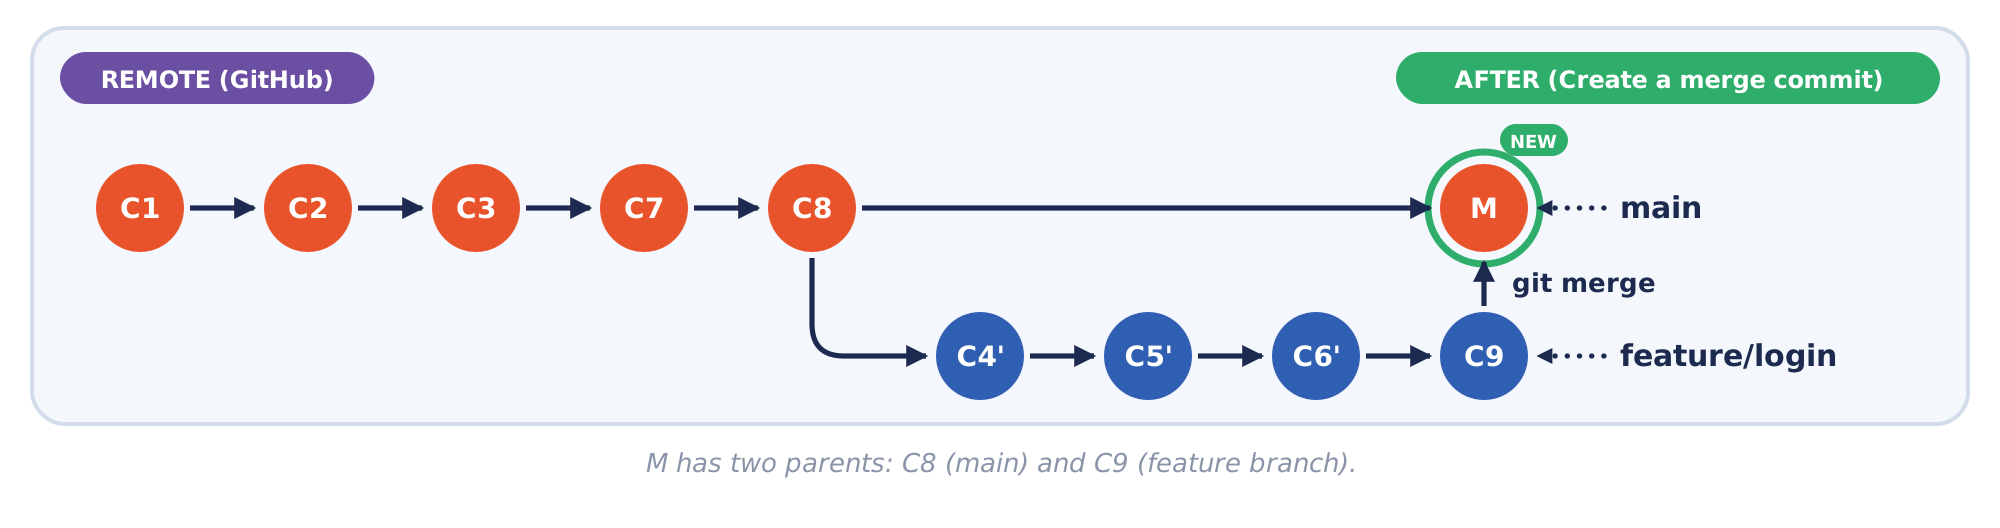 REMOTE (GitHub)
AFTER (Create a merge commit)
NEW
C1
C2
C3
C7
C8
M
main
git merge
C4'
C5'
C6'
C9
feature/login
M has two parents: C8 (main) and C9 (feature branch).